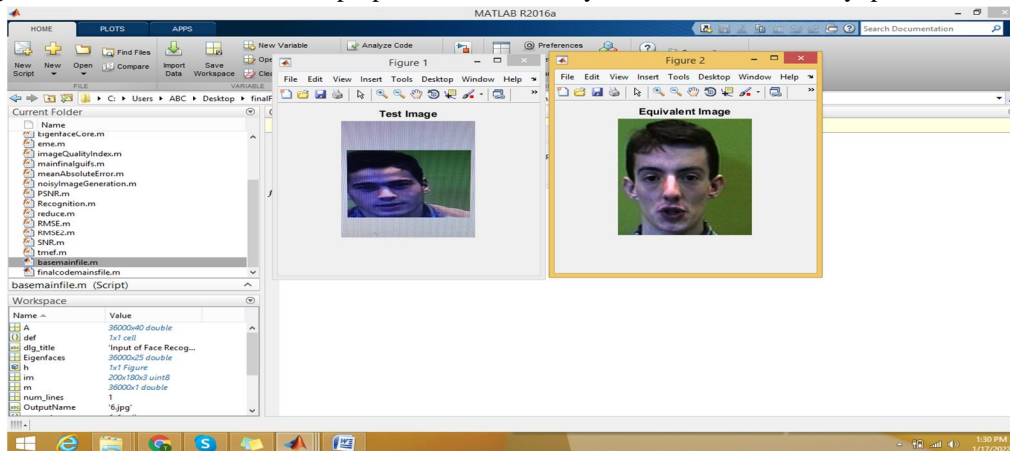 MATLAB R2016a
HOME PLOTS APPS
Search Documentation
New Script
New
Open
Find Files
Compare
Import Data
Save Workspace
New Variable
Analyze Code
Preferences
FILE
C: ▸ Users ▸ ABC ▸ Desktop ▸
Current Folder
Name
EigenfaceCore.m
eme.m
imageQualityIndex.m
mainfinalguifs.m
meanAbsoluteError.m
noisyImageGeneration.m
PSNR.m
Recognition.m
reduce.m
RMSE.m
RMSE2.m
SNR.m
tmef.m
basemainfile.m
finalcodemainsfile.m
basemainfile.m (Script)
Workspace
Name Value
A 36000x40 double
def 1x1 cell
dlg_title 'Input of Face Recog...
Eigenfaces 36000x25 double
h 1x1 Figure
im 200x180x3 uint8
m 36000x1 double
num_lines 1
OutputName '6.jpg'
Figure 1
File Edit View Insert Tools Desktop Window Help
Test Image
Figure 2
File Edit View Insert Tools Desktop Window Help
Equivalent Image
1:30 PM